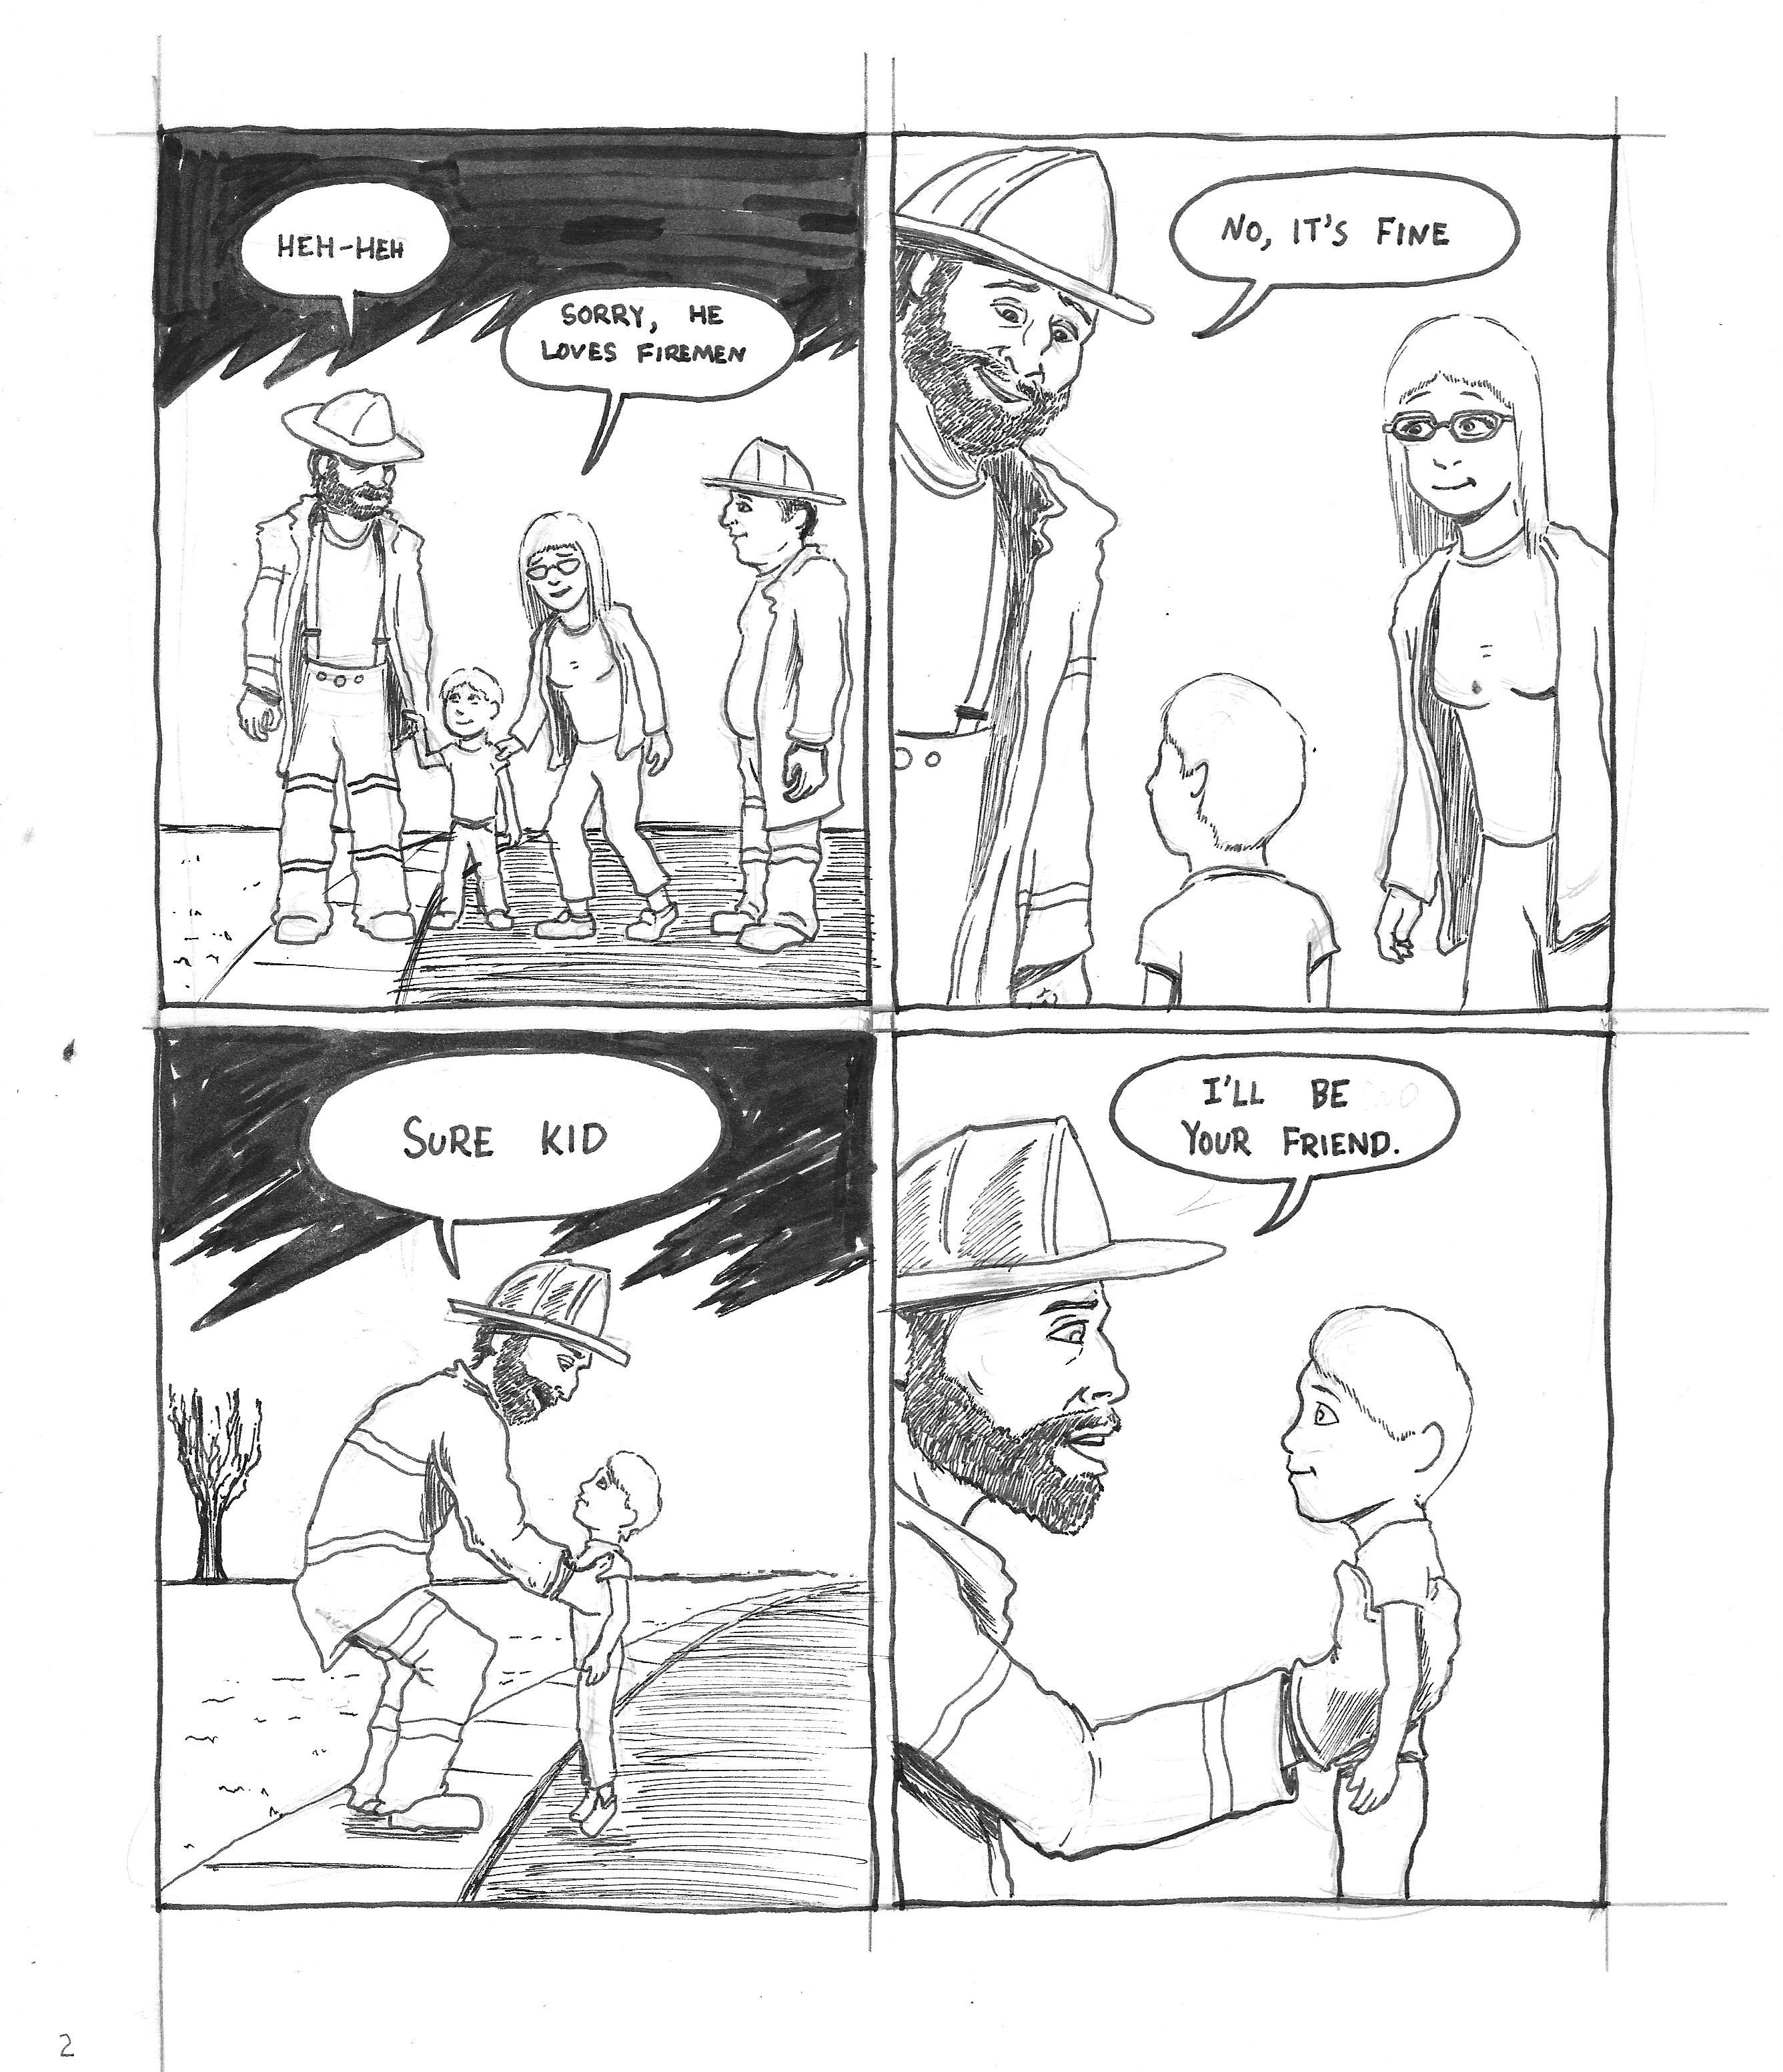 HEH-HEH
SORRY, HE
LOVES FIREMEN
NO, IT'S FINE
SURE KID
I'LL BE
YOUR FRIEND.
2